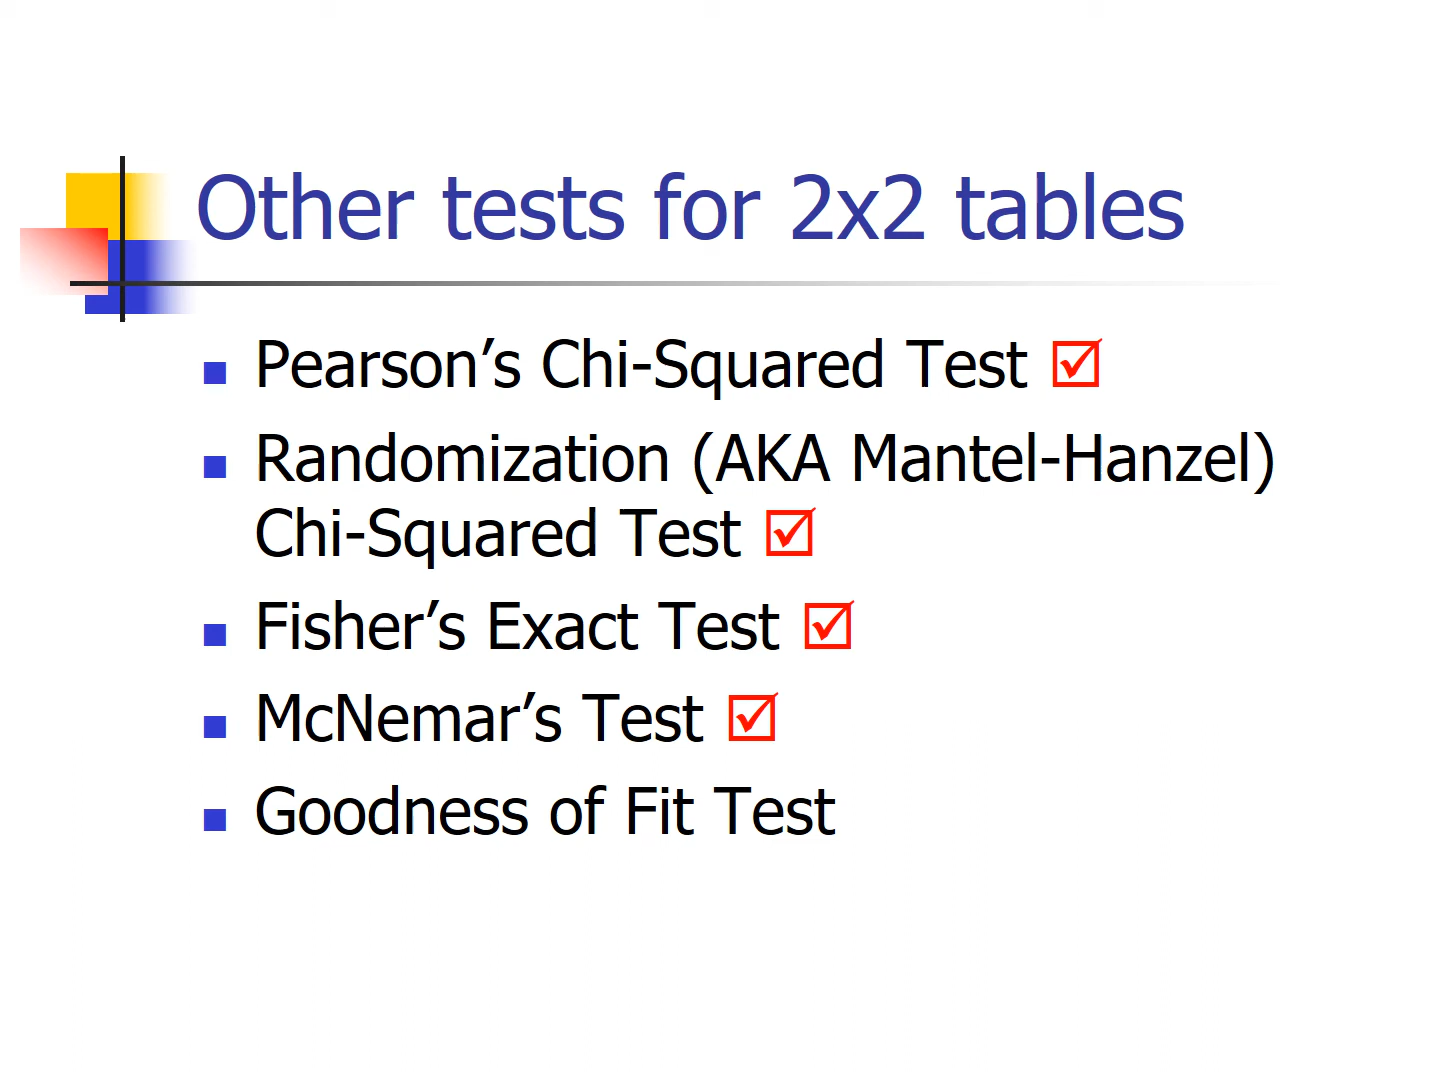 Other tests for 2x2 tables
Pearson’s Chi-Squared Test ☑
Randomization (AKA Mantel-Hanzel)
Chi-Squared Test ☑
Fisher’s Exact Test ☑
McNemar’s Test ☑
Goodness of Fit Test